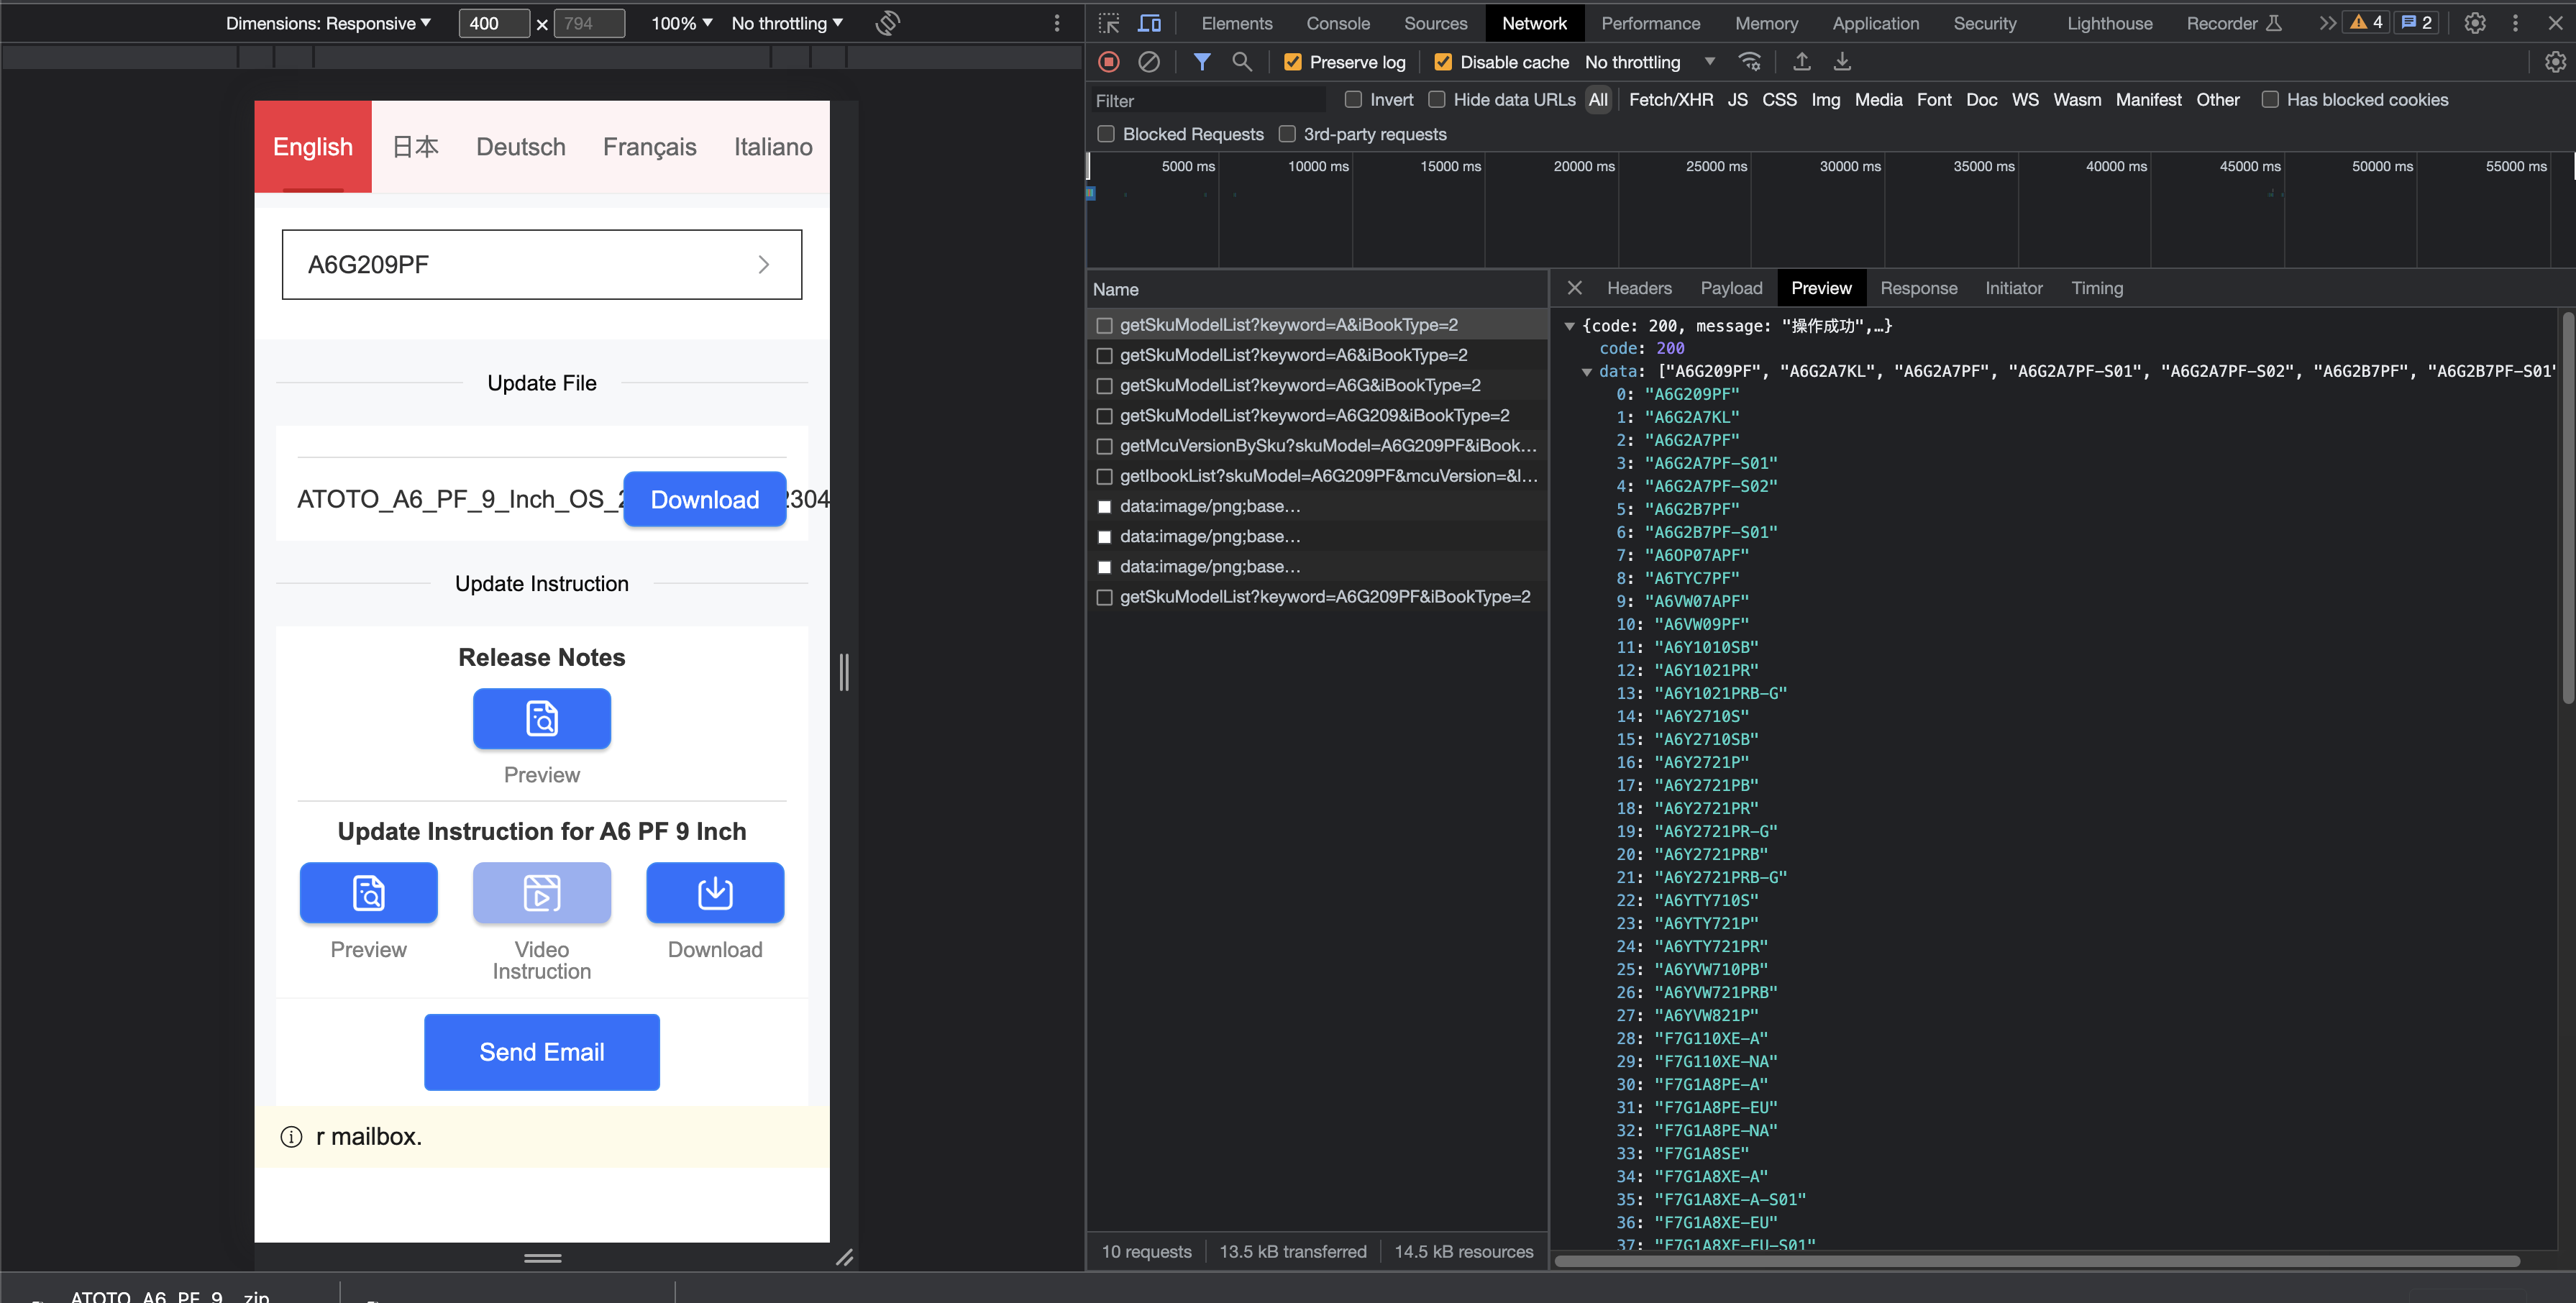 Dimensions: Responsive ▼ 400 × 794 100% ▼ No throttling ▼
English 日本 Deutsch Français Italiano
A6G209PF
Update File
ATOTO_A6_PF_9_Inch_OS_2 Download 2304
Update Instruction
Release Notes
Preview
Update Instruction for A6 PF 9 Inch
Preview Video Instruction Download
Send Email
r mailbox.
ATOTO_A6_PF_9....zip
Elements Console Sources Network Performance Memory Application Security Lighthouse Recorder 4 2
Preserve log Disable cache No throttling
Filter Invert Hide data URLs All Fetch/XHR JS CSS Img Media Font Doc WS Wasm Manifest Other Has blocked cookies
Blocked Requests 3rd-party requests
5000 ms 10000 ms 15000 ms 20000 ms 25000 ms 30000 ms 35000 ms 40000 ms 45000 ms 50000 ms 55000 ms
Name
getSkuModelList?keyword=A&iBookType=2
getSkuModelList?keyword=A6&iBookType=2
getSkuModelList?keyword=A6G&iBookType=2
getSkuModelList?keyword=A6G209&iBookType=2
getMcuVersionBySku?skuModel=A6G209PF&iBook…
getIbookList?skuModel=A6G209PF&mcuVersion=&l…
data:image/png;base…
data:image/png;base…
data:image/png;base…
getSkuModelList?keyword=A6G209PF&iBookType=2
10 requests 13.5 kB transferred 14.5 kB resources
Headers Payload Preview Response Initiator Timing
{code: 200, message: "操作成功",…}
code: 200
data: ["A6G209PF", "A6G2A7KL", "A6G2A7PF", "A6G2A7PF-S01", "A6G2A7PF-S02", "A6G2B7PF", "A6G2B7PF-S01"
0: "A6G209PF"
1: "A6G2A7KL"
2: "A6G2A7PF"
3: "A6G2A7PF-S01"
4: "A6G2A7PF-S02"
5: "A6G2B7PF"
6: "A6G2B7PF-S01"
7: "A6OP07APF"
8: "A6TYC7PF"
9: "A6VW07APF"
10: "A6VW09PF"
11: "A6Y1010SB"
12: "A6Y1021PR"
13: "A6Y1021PRB-G"
14: "A6Y2710S"
15: "A6Y2710SB"
16: "A6Y2721P"
17: "A6Y2721PB"
18: "A6Y2721PR"
19: "A6Y2721PR-G"
20: "A6Y2721PRB"
21: "A6Y2721PRB-G"
22: "A6YTY710S"
23: "A6YTY721P"
24: "A6YTY721PR"
25: "A6YVW710PB"
26: "A6YVW721PRB"
27: "A6YVW821P"
28: "F7G110XE-A"
29: "F7G110XE-NA"
30: "F7G1A8PE-A"
31: "F7G1A8PE-EU"
32: "F7G1A8PE-NA"
33: "F7G1A8SE"
34: "F7G1A8XE-A"
35: "F7G1A8XE-A-S01"
36: "F7G1A8XE-EU"
37: "F7G1A8XE-EU-S01"